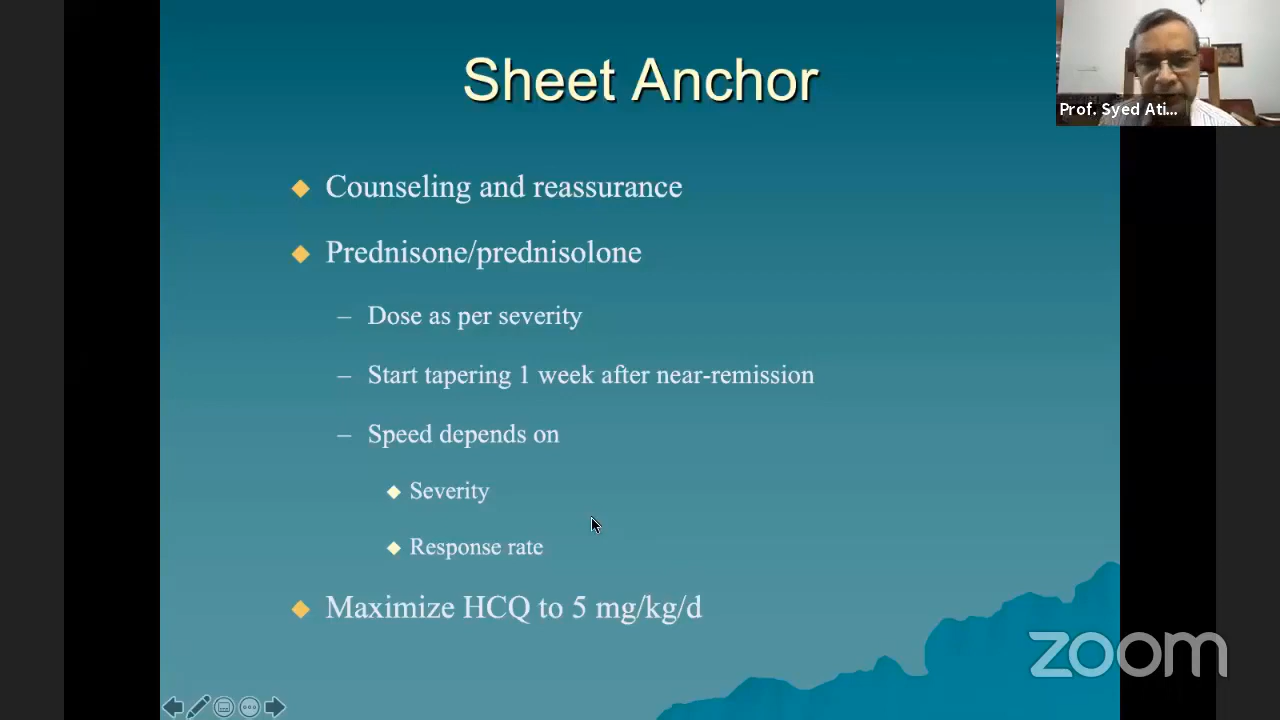 Sheet Anchor
Prof. Syed Ati...
Counseling and reassurance
Prednisone/prednisolone
– Dose as per severity
– Start tapering 1 week after near-remission
– Speed depends on
Severity
Response rate
Maximize HCQ to 5 mg/kg/d
zoom